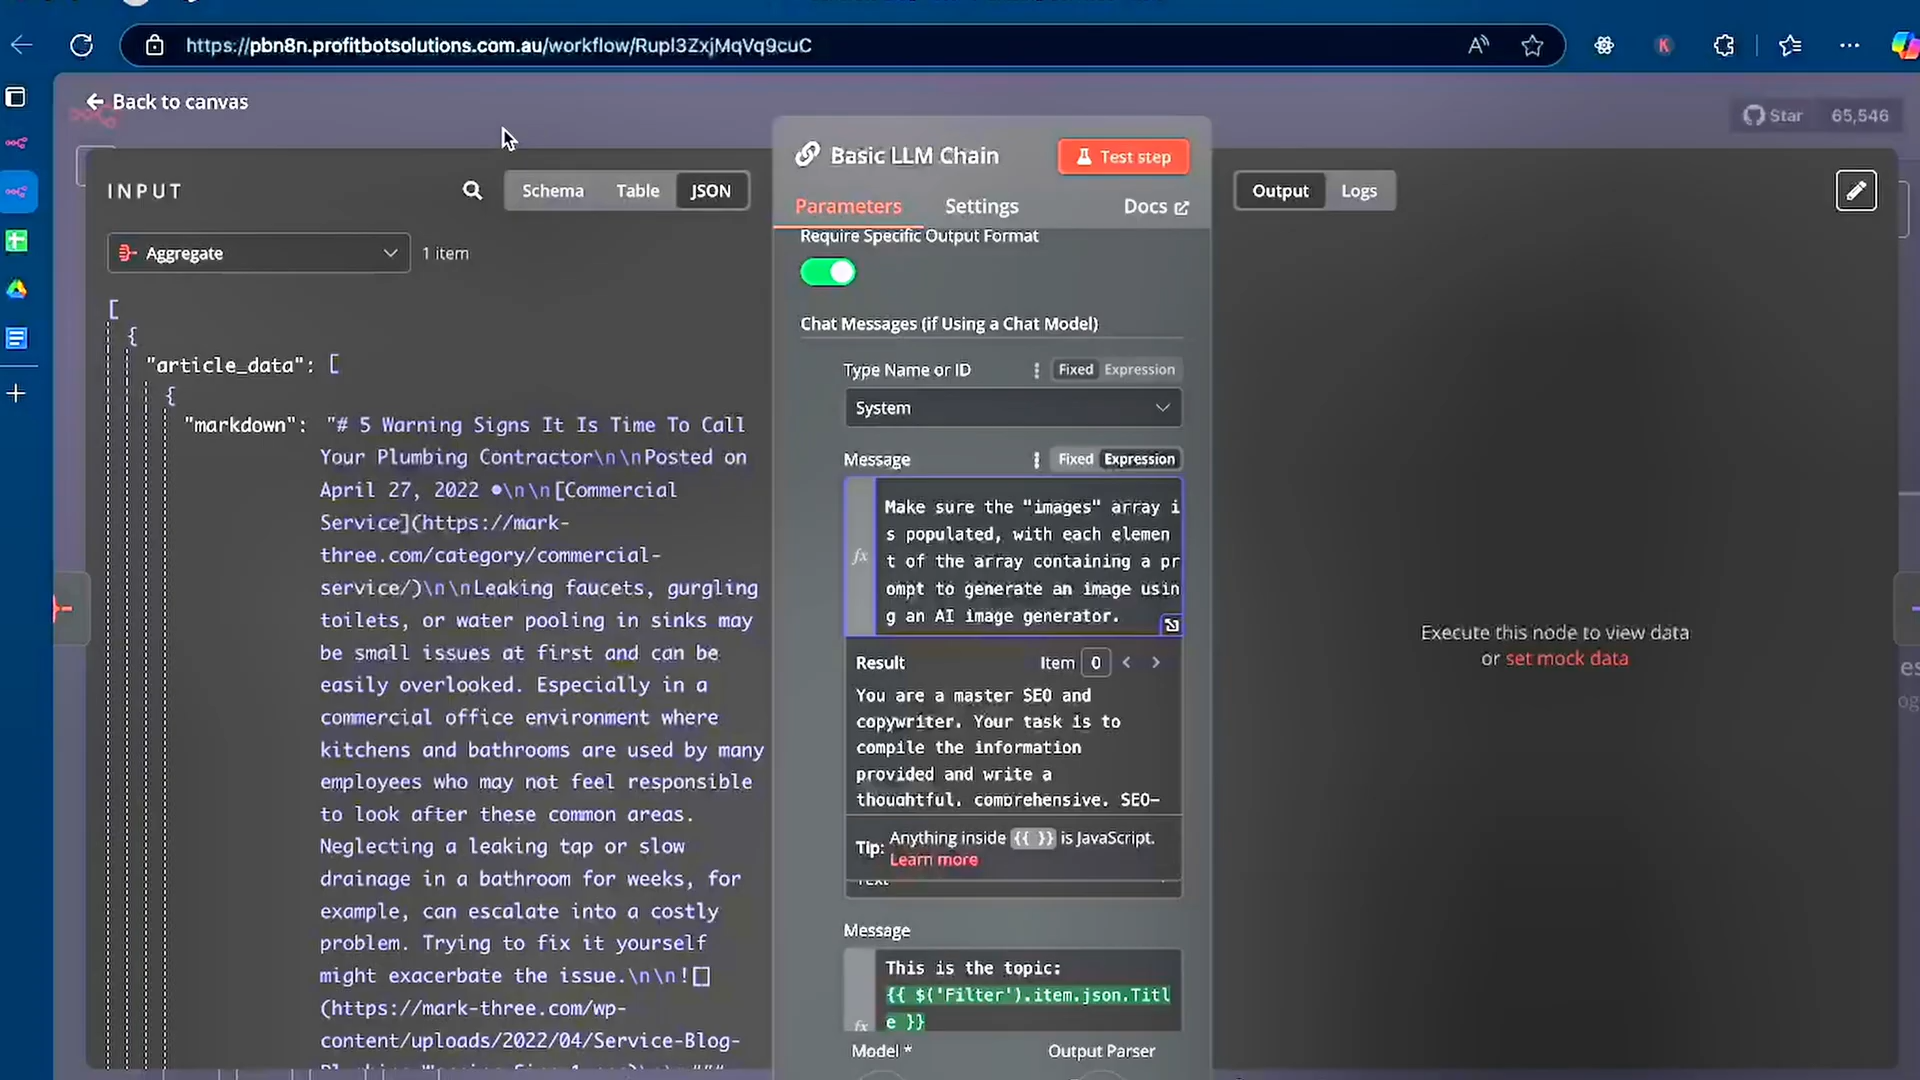 https://pbn8n.profitbotsolutions.com.au/workflow/Rupl3ZxjMqVq9cuC
Back to canvas
Star 65,546
INPUT
Schema
Table
JSON
Aggregate
1 item
[
{
"article_data": [
{
"markdown": "# 5 Warning Signs It Is Time To Call
Your Plumbing Contractor\n\nPosted on
April 27, 2022 •\n\n[Commercial
Service](https://mark-
three.com/category/commercial-
service/)\n\nLeaking faucets, gurgling
toilets, or water pooling in sinks may
be small issues at first and can be
easily overlooked. Especially in a
commercial office environment where
kitchens and bathrooms are used by many
employees who may not feel responsible
to look after these common areas.
Neglecting a leaking tap or slow
drainage in a bathroom for weeks, for
example, can escalate into a costly
problem. Trying to fix it yourself
might exacerbate the issue.\n\n![]
(https://mark-three.com/wp-
content/uploads/2022/04/Service-Blog-
Basic LLM Chain
Test step
Parameters
Settings
Docs
Require Specific Output Format
Chat Messages (if Using a Chat Model)
Type Name or ID
Fixed
Expression
System
Message
Fixed
Expression
Make sure the "images" array i
s populated, with each elemen
t of the array containing a pr
ompt to generate an image usin
g an AI image generator.
fx
Result
Item 0
You are a master SEO and
copywriter. Your task is to
compile the information
provided and write a
thoughtful, comprehensive, SEO-
Tip: Anything inside {{ }} is JavaScript.
Learn more
Message
This is the topic:
{{ $('Filter').item.json.Titl
e }}
fx
Model *
Output Parser
Output
Logs
Execute this node to view data
or set mock data